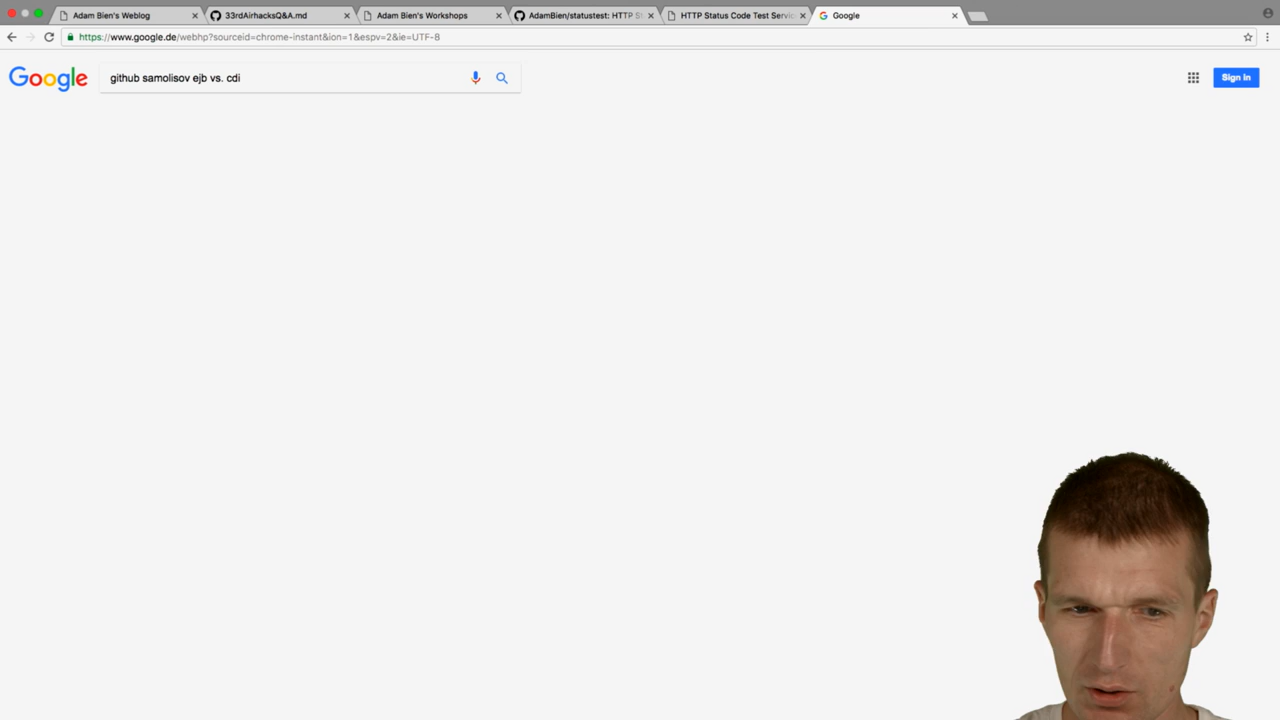 Adam Bien's Weblog
33rdAirhacksQ&A.md
Adam Bien's Workshops
AdamBien/statustest: HTTP S
HTTP Status Code Test Servic
Google
https://www.google.de/webhp?sourceid=chrome-instant&ion=1&espv=2&ie=UTF-8
Google
github samolisov ejb vs. cdi
Sign in